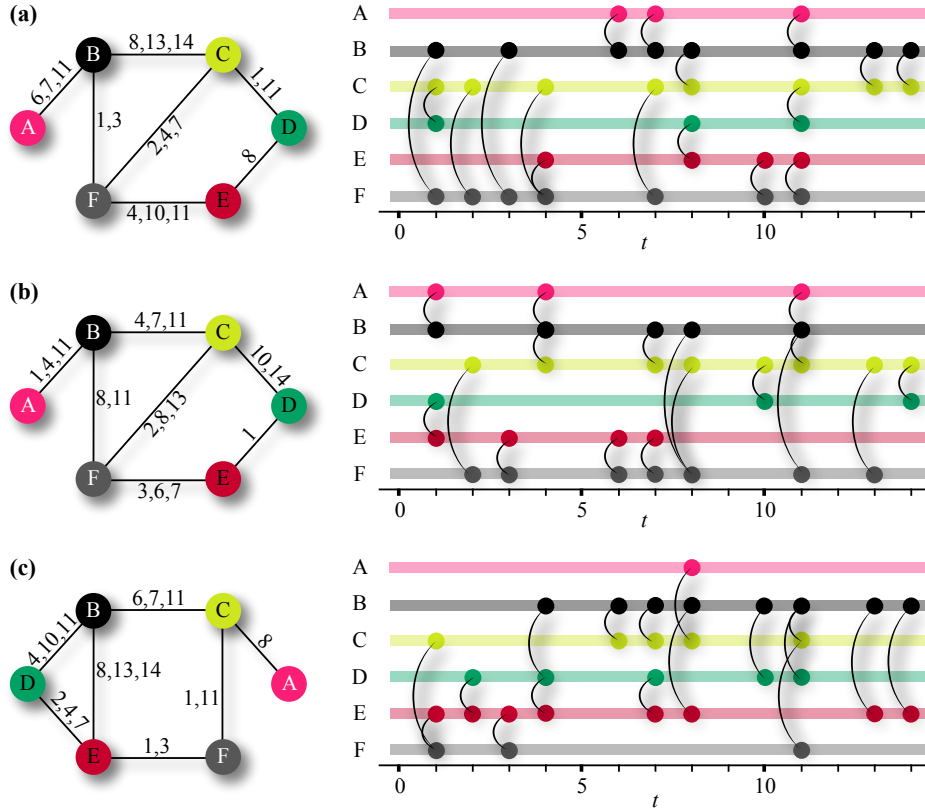 (a)
B
8,13,14
C
6,7,11
1,11
A
1,3
2,4,7
D
8
F
4,10,11
E
A
B
C
D
E
F
0
5
10
t
(b)
B
4,7,11
C
1,4,11
10,14
A
8,11
2,8,13
D
1
F
3,6,7
E
A
B
C
D
E
F
0
5
10
t
(c)
B
6,7,11
C
4,10,11
8
D
8,13,14
A
2,4,7
1,11
E
1,3
F
A
B
C
D
E
F
0
5
10
t